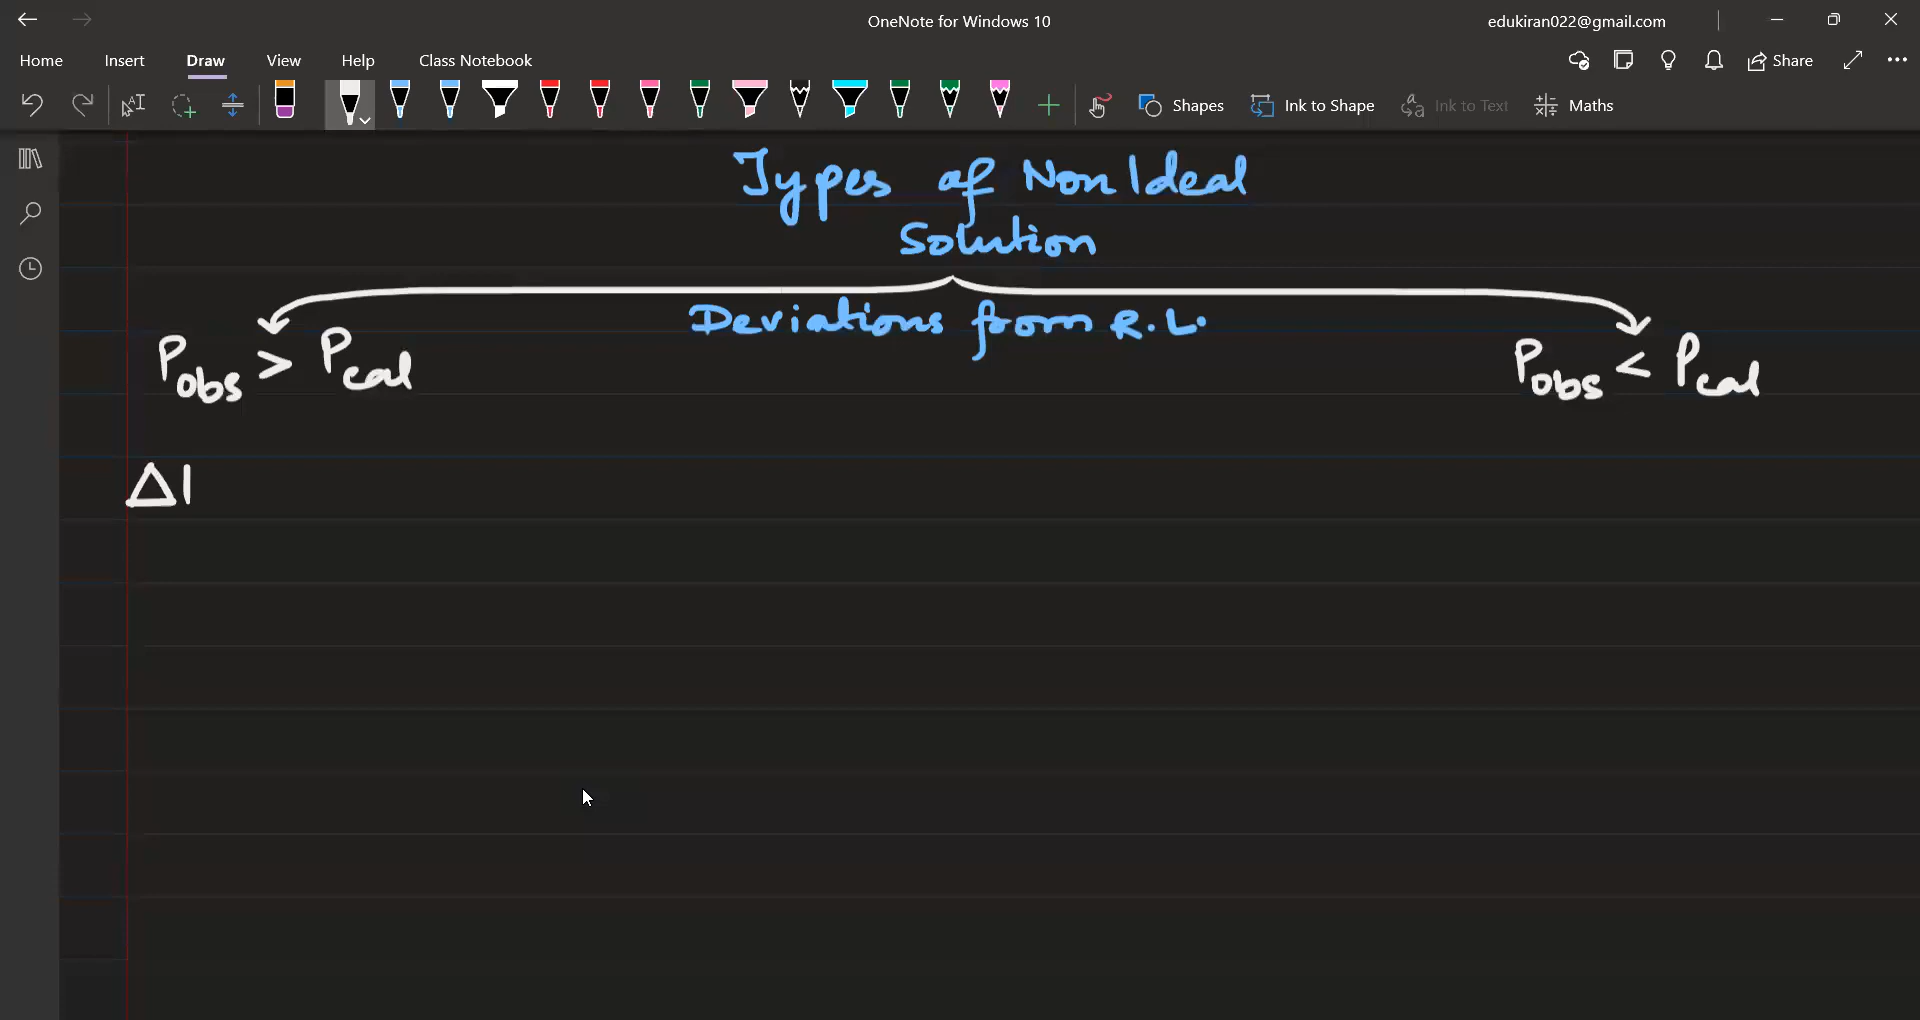 OneNote for Windows 10
edukiran022@gmail.com
Home Insert Draw View Help Class Notebook
Share
Shapes Ink to Shape Ink to Text Maths
Types of Non Ideal
Solution
Deviations from R.L.
Pobs > Pcal
Pobs < Pcal
Δl